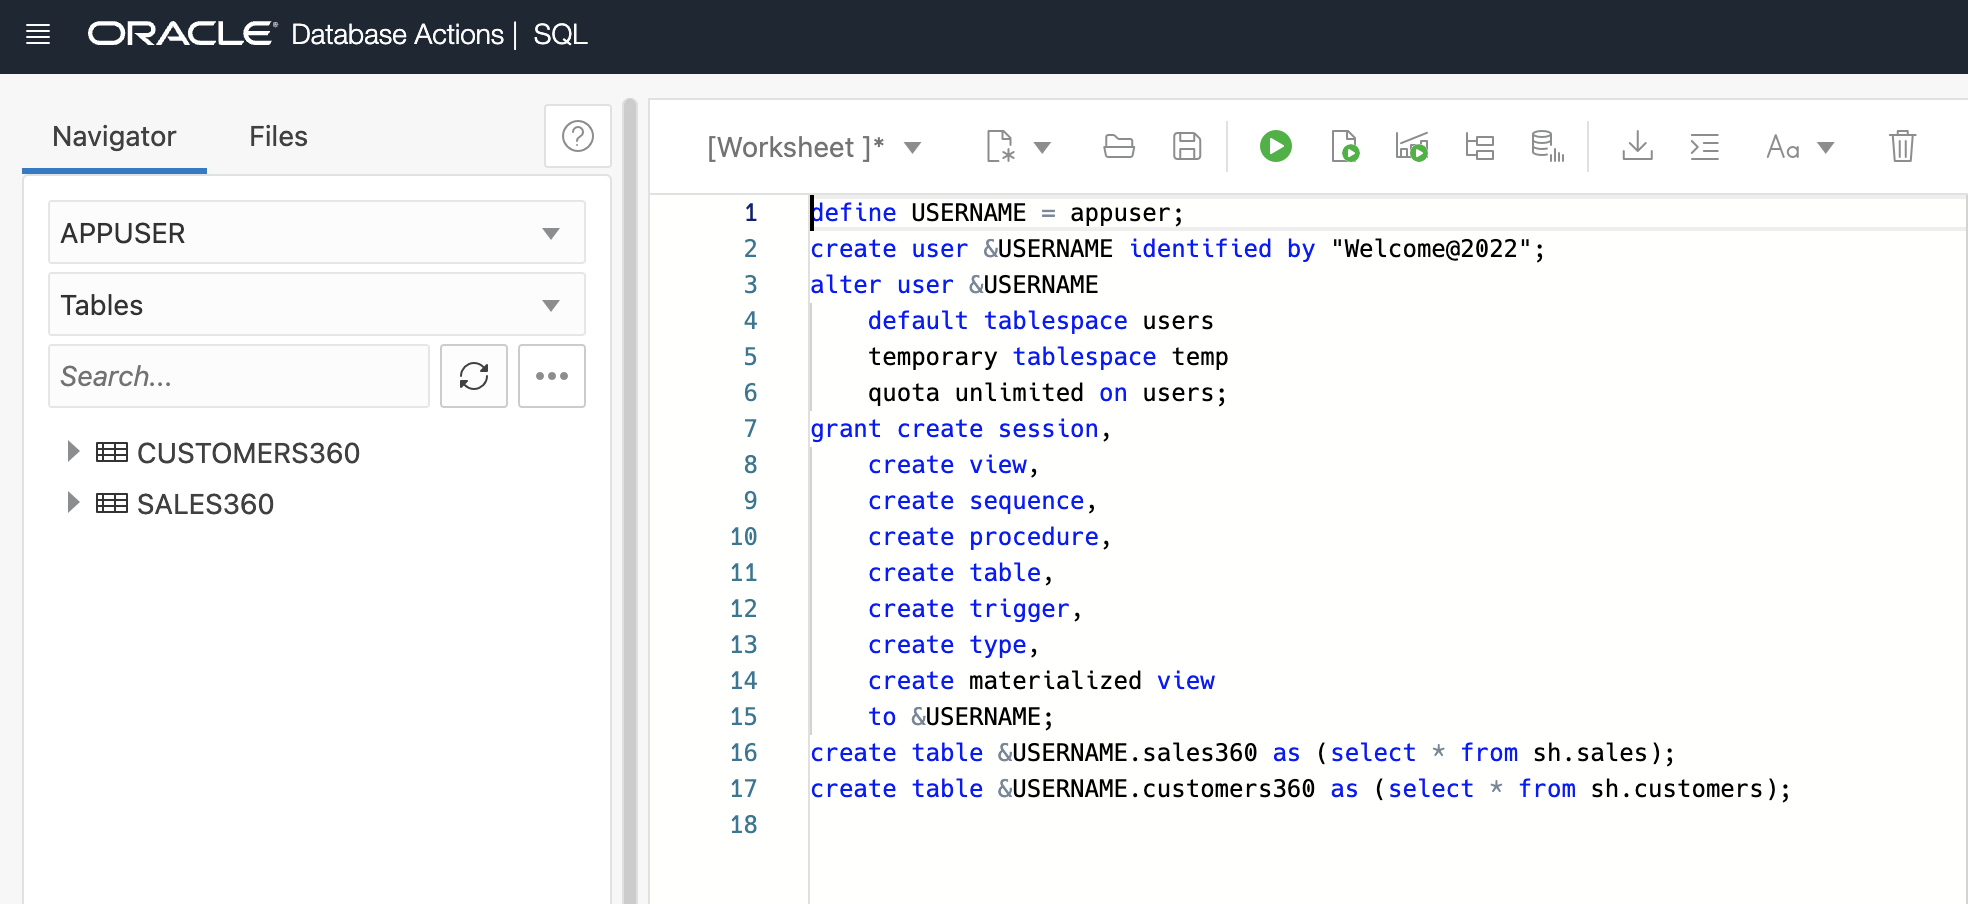 ORACLE® Database Actions | SQL
Navigator Files
APPUSER
Tables
Search...
CUSTOMERS360
SALES360
[Worksheet ]*
Aa
1 define USERNAME = appuser;
2 create user &USERNAME identified by "Welcome@2022";
3 alter user &USERNAME
4     default tablespace users
5     temporary tablespace temp
6     quota unlimited on users;
7 grant create session,
8     create view,
9     create sequence,
10     create procedure,
11     create table,
12     create trigger,
13     create type,
14     create materialized view
15     to &USERNAME;
16 create table &USERNAME.sales360 as (select * from sh.sales);
17 create table &USERNAME.customers360 as (select * from sh.customers);
18